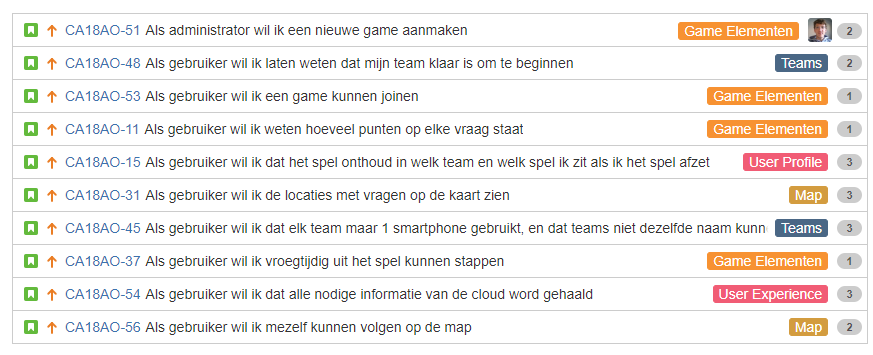 CA18AO-51 Als administrator wil ik een nieuwe game aanmaken Game Elementen 2
CA18AO-48 Als gebruiker wil ik laten weten dat mijn team klaar is om te beginnen Teams 2
CA18AO-53 Als gebruiker wil ik een game kunnen joinen Game Elementen 1
CA18AO-11 Als gebruiker wil ik weten hoeveel punten op elke vraag staat Game Elementen 1
CA18AO-15 Als gebruiker wil ik dat het spel onthoud in welk team en welk spel ik zit als ik het spel afzet User Profile 3
CA18AO-31 Als gebruiker wil ik de locaties met vragen op de kaart zien Map 3
CA18AO-45 Als gebruiker wil ik dat elk team maar 1 smartphone gebruikt, en dat teams niet dezelfde naam kunn Teams 3
CA18AO-37 Als gebruiker wil ik vroegtijdig uit het spel kunnen stappen Game Elementen 1
CA18AO-54 Als gebruiker wil ik dat alle nodige informatie van de cloud word gehaald User Experience 3
CA18AO-56 Als gebruiker wil ik mezelf kunnen volgen op de map Map 2